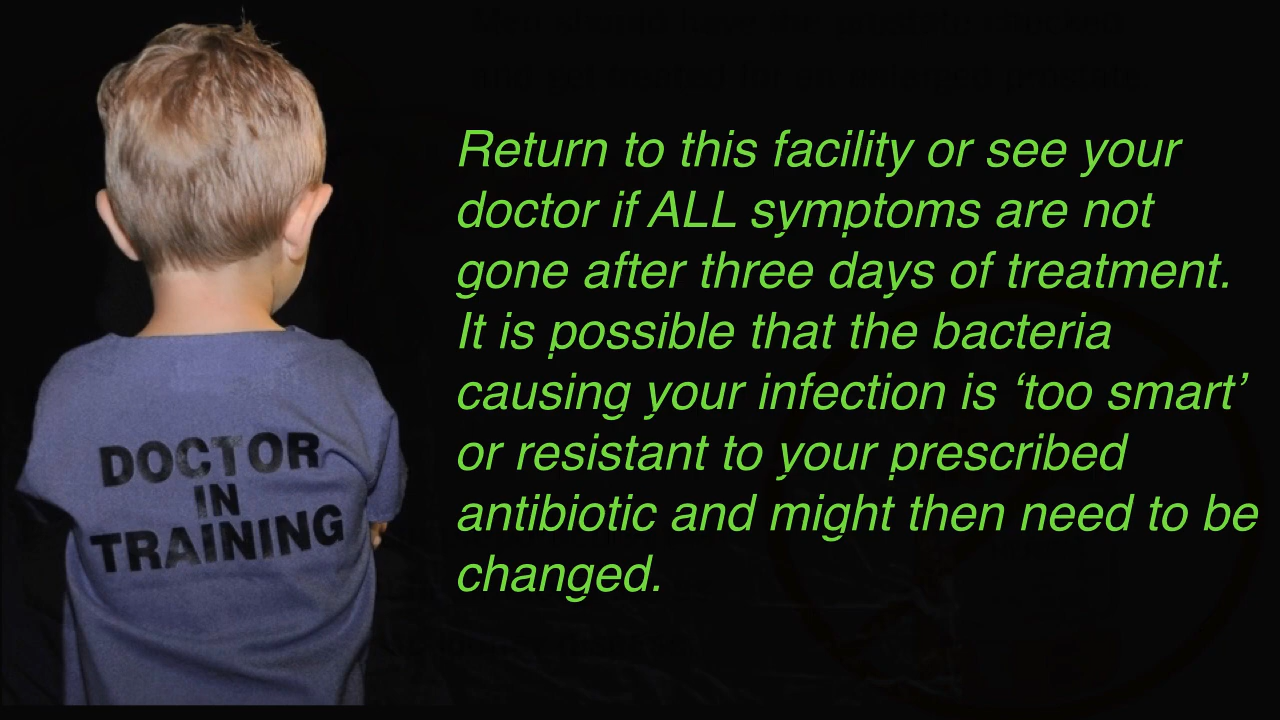 Return to this facility or see your
doctor if ALL symptoms are not
gone after three days of treatment.
It is possible that the bacteria
causing your infection is ‘too smart’
or resistant to your prescribed
antibiotic and might then need to be
changed.
DOCTOR
IN
TRAINING